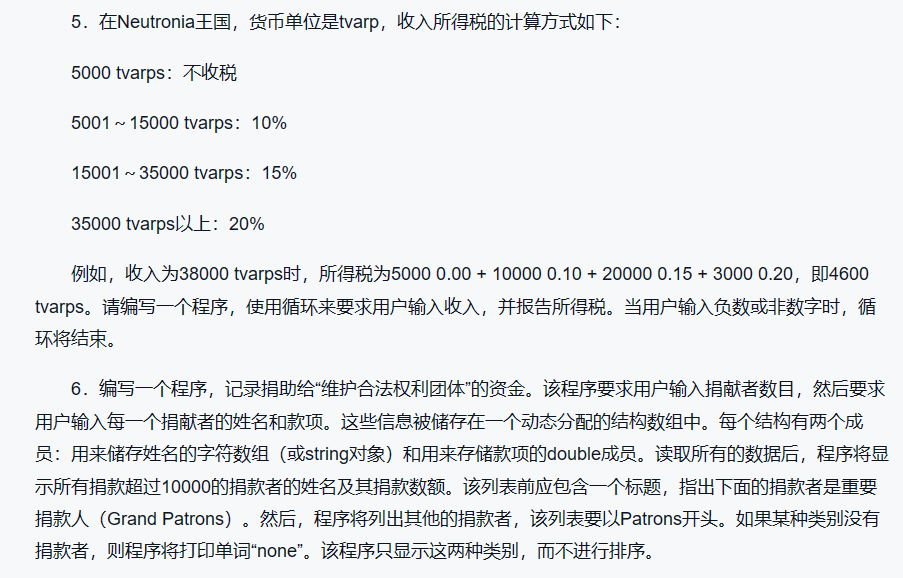 5．在Neutronia王国，货币单位是tvarp，收入所得税的计算方式如下：
5000 tvarps：不收税
5001～15000 tvarps：10%
15001～35000 tvarps：15%
35000 tvarps以上：20%
例如，收入为38000 tvarps时，所得税为5000 0.00 + 10000 0.10 + 20000 0.15 + 3000 0.20，即4600
tvarps。请编写一个程序，使用循环来要求用户输入收入，并报告所得税。当用户输入负数或非数字时，循
环将结束。
6．编写一个程序，记录捐助给“维护合法权利团体”的资金。该程序要求用户输入捐献者数目，然后要求
用户输入每一个捐献者的姓名和款项。这些信息被储存在一个动态分配的结构数组中。每个结构有两个成
员：用来储存姓名的字符数组（或string对象）和用来存储款项的double成员。读取所有的数据后，程序将显
示所有捐款超过10000的捐款者的姓名及其捐款数额。该列表前应包含一个标题，指出下面的捐款者是重要
捐款人（Grand Patrons）。然后，程序将列出其他的捐款者，该列表要以Patrons开头。如果某种类别没有
捐款者，则程序将打印单词“none”。该程序只显示这两种类别，而不进行排序。